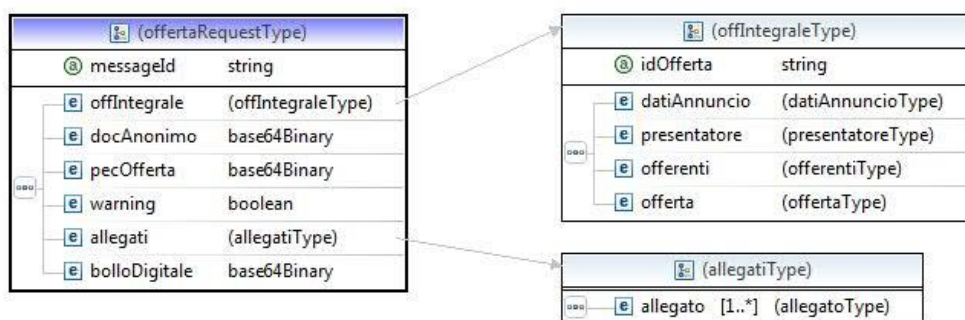 (offertaRequestType)
messageId string
offIntegrale (offIntegraleType)
docAnonimo base64Binary
pecOfferta base64Binary
warning boolean
allegati (allegatiType)
bolloDigitale base64Binary
(offIntegraleType)
idOfferta string
datiAnnuncio (datiAnnuncioType)
presentatore (presentatoreType)
offerenti (offerentiType)
offerta (offertaType)
(allegatiType)
allegato [1..*] (allegatoType)